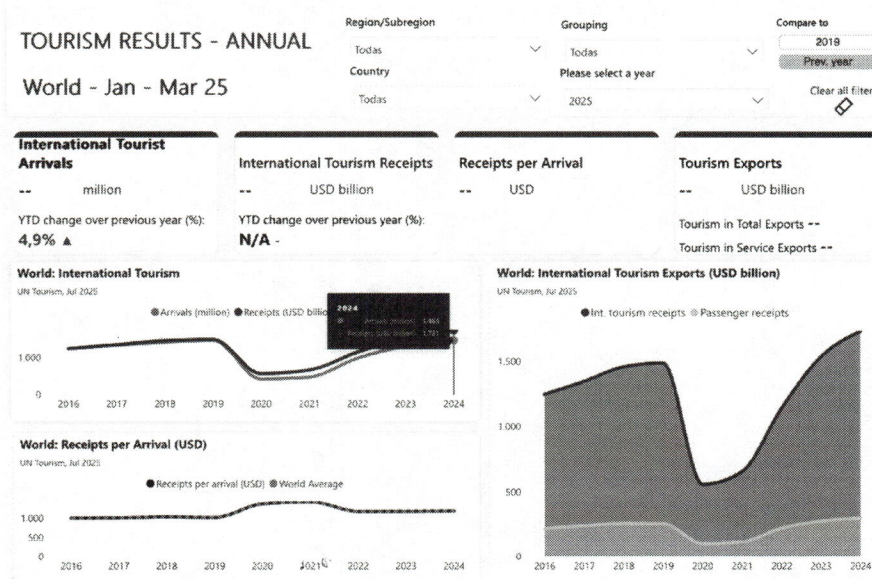 TOURISM RESULTS - ANNUAL
World - Jan - Mar 25
Region/Subregion
Todas
Country
Todas
Grouping
Todas
Please select a year
2025
Compare to
2019
Prev. year
Clear all filter
International Tourist
Arrivals
-- million
YTD change over previous year (%):
4,9% ▲
International Tourism Receipts
-- USD billion
YTD change over previous year (%):
N/A -
Receipts per Arrival
-- USD
Tourism Exports
-- USD billion
Tourism in Total Exports --
Tourism in Service Exports --
World: International Tourism
UN Tourism, Jul 2025
Arrivals (million) Receipts (USD billio
2024
1.000
0
2016 2017 2018 2019 2020 2021 2022 2023 2024
World: Receipts per Arrival (USD)
UN Tourism, Jul 2025
Receipts per arrival (USD) World Average
1.000
500
0
2016 2017 2018 2019 2020 2021 2022 2023 2024
World: International Tourism Exports (USD billion)
UN Tourism, Jul 2025
Int. tourism receipts Passenger receipts
1.500
1.000
500
0
2016 2017 2018 2019 2020 2021 2022 2023 2024